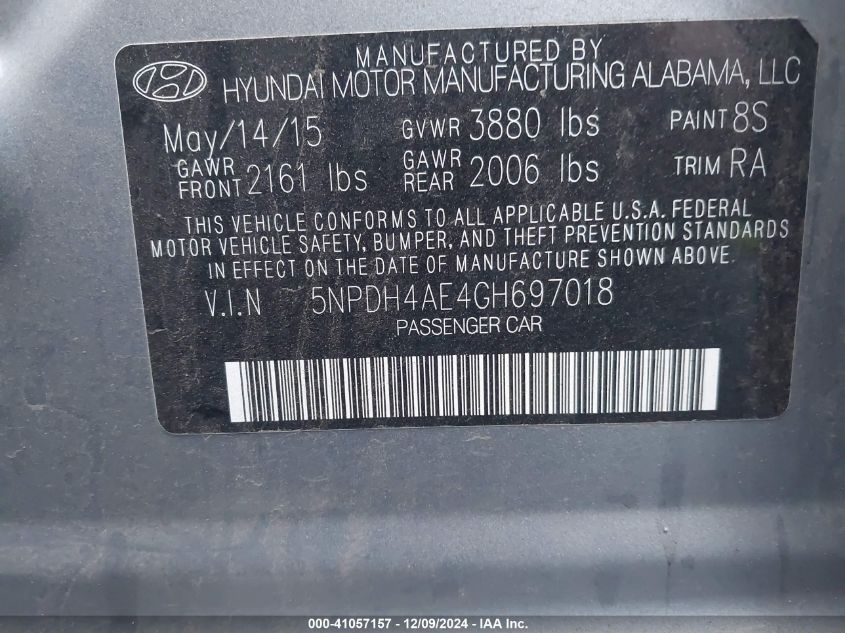 MANUFACTURED BY
HYUNDAI MOTOR MANUFACTURING ALABAMA, LLC
May/14/15 GVWR 3880 lbs PAINT 8S
GAWR FRONT 2161 lbs GAWR REAR 2006 lbs TRIM RA
THIS VEHICLE CONFORMS TO ALL APPLICABLE U.S.A. FEDERAL
MOTOR VEHICLE SAFETY, BUMPER, AND THEFT PREVENTION STANDARDS
IN EFFECT ON THE DATE OF MANUFACTURE SHOWN ABOVE.
V.I.N 5NPDH4AE4GH697018
PASSENGER CAR
000-41057157 - 12/09/2024 - IAA Inc.